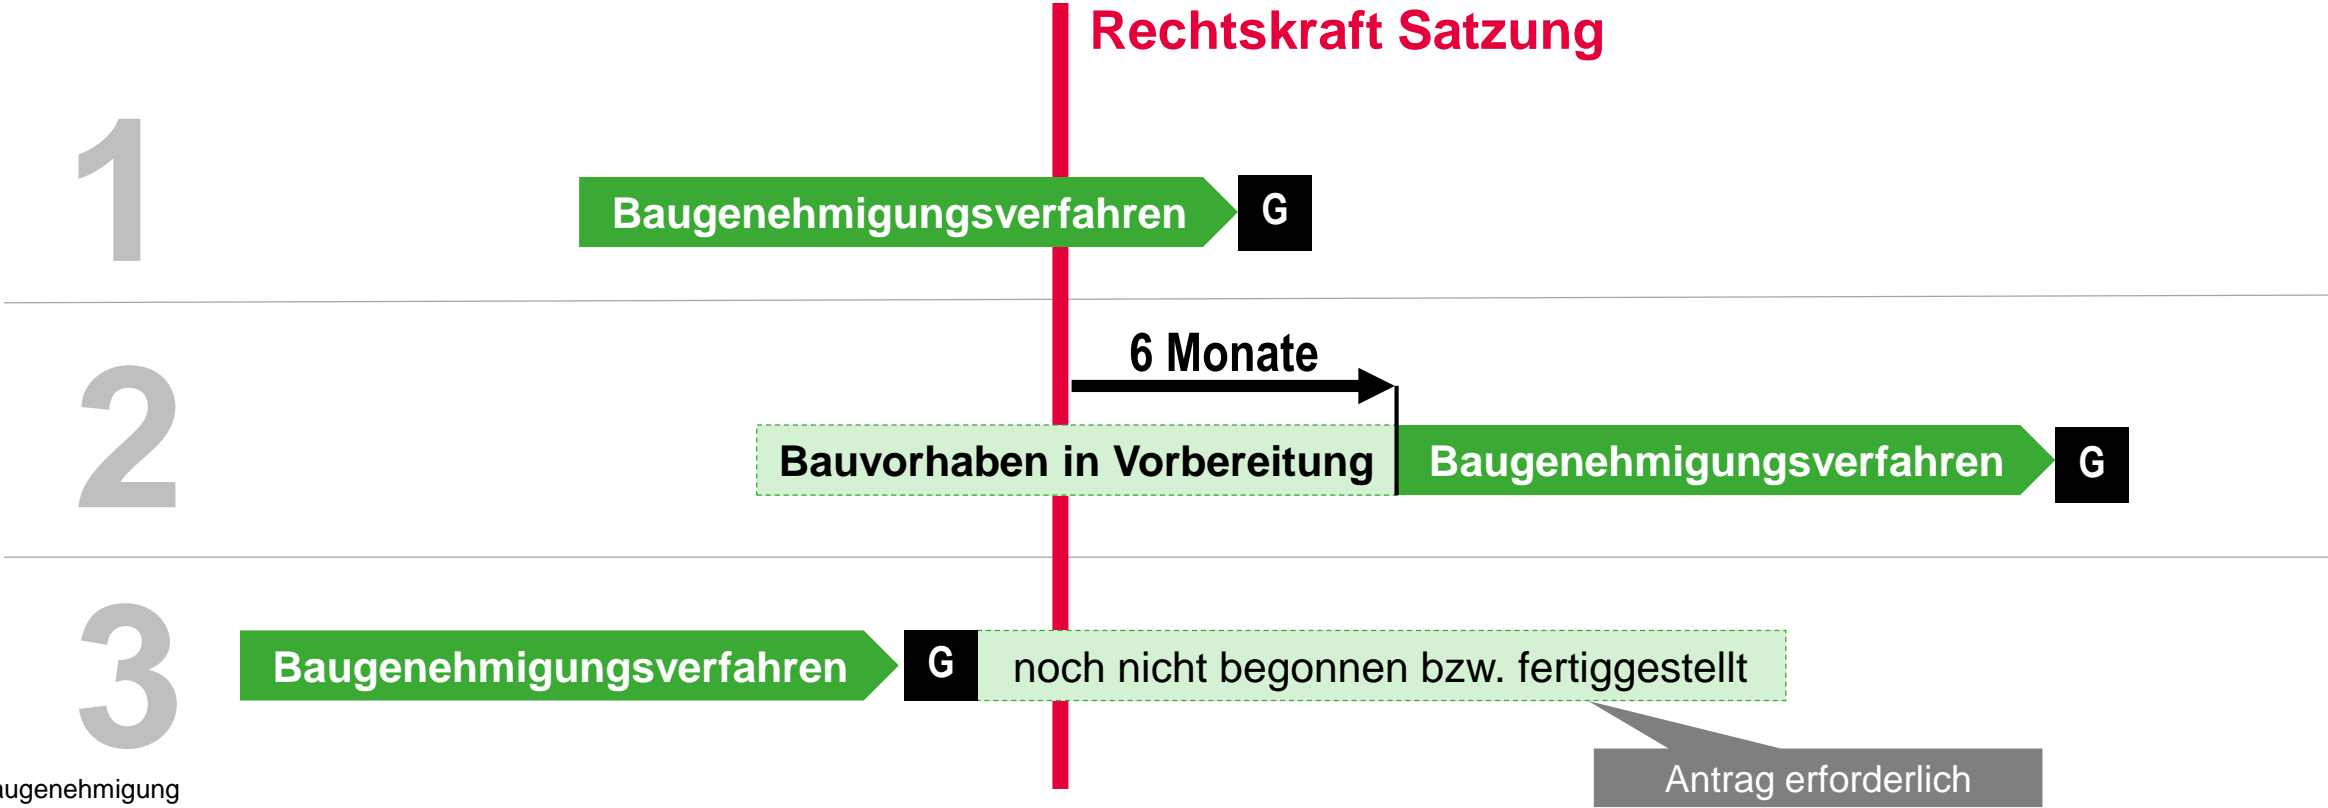 Rechtskraft Satzung
1
Baugenehmigungsverfahren G
6 Monate
2
Bauvorhaben in Vorbereitung Baugenehmigungsverfahren G
3
Baugenehmigungsverfahren G noch nicht begonnen bzw. fertiggestellt
Antrag erforderlich
augenehmigung